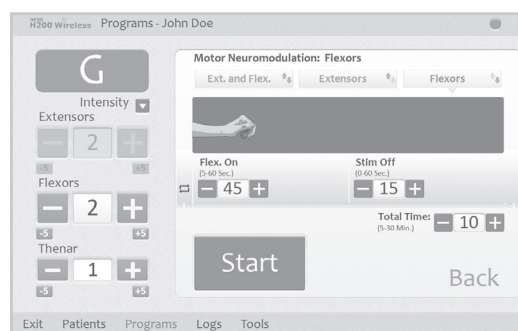 NESS
H200 Wireless Programs - John Doe
G
Intensity
Extensors
2
-5 +5
Flexors
2
-5 +5
Thenar
1
-5 +5
Motor Neuromodulation: Flexors
Ext. and Flex. Extensors Flexors
Flex. On Stim Off
(5-60 Sec.) (0-60 Sec.)
45 15
Total Time: 10
(5-30 Min.)
Start
Back
Exit Patients Programs Logs Tools